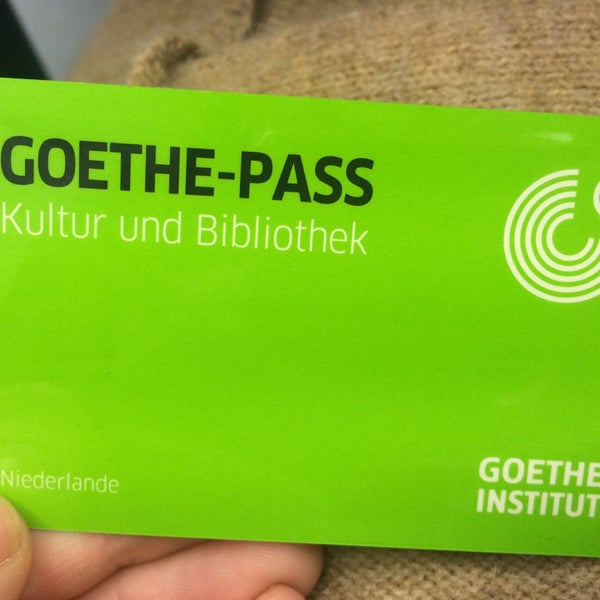 GOETHE-PASS
Kultur und Bibliothek
Niederlande
GOETHE
INSTITUT